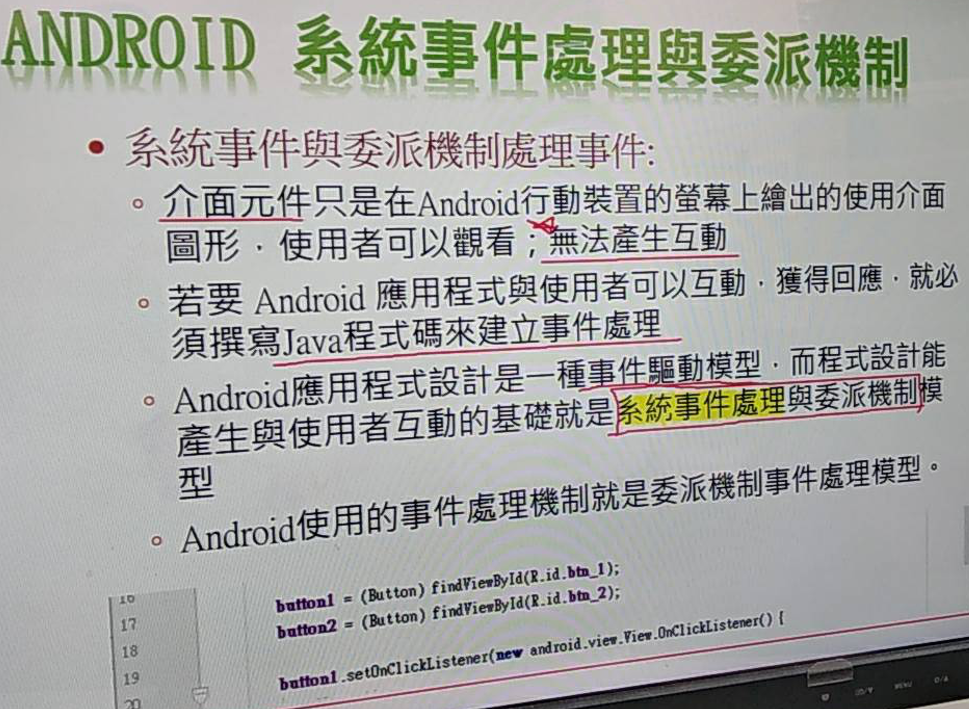 ANDROID 系統事件處理與委派機制
• 系統事件與委派機制處理事件:
◦ 介面元件只是在Android行動裝置的螢幕上繪出的使用介面
圖形，使用者可以觀看；無法產生互動
◦ 若要 Android 應用程式與使用者可以互動，獲得回應，就必
須撰寫Java程式碼來建立事件處理
◦ Android應用程式設計是一種事件驅動模型，而程式設計能
產生與使用者互動的基礎就是系統事件處理與委派機制模
型
◦ Android使用的事件處理機制就是委派機制事件處理模型。
16
button1 = (Button) findViewById(R.id.btn_1);
17
button2 = (Button) findViewById(R.id.btn_2);
18
19
button1.setOnClickListener(new android.view.View.OnClickListener() {
20
MENU